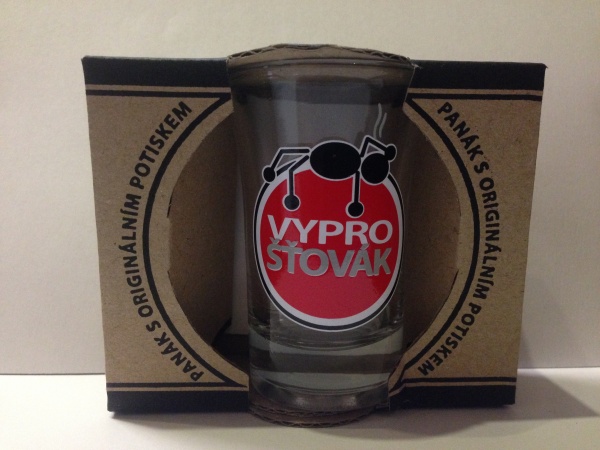 PANÁK S ORIGINÁLNÍM POTISKEM
VYPRO
ŠŤOVÁK
PANÁK S ORIGINÁLNÍM POTISKEM